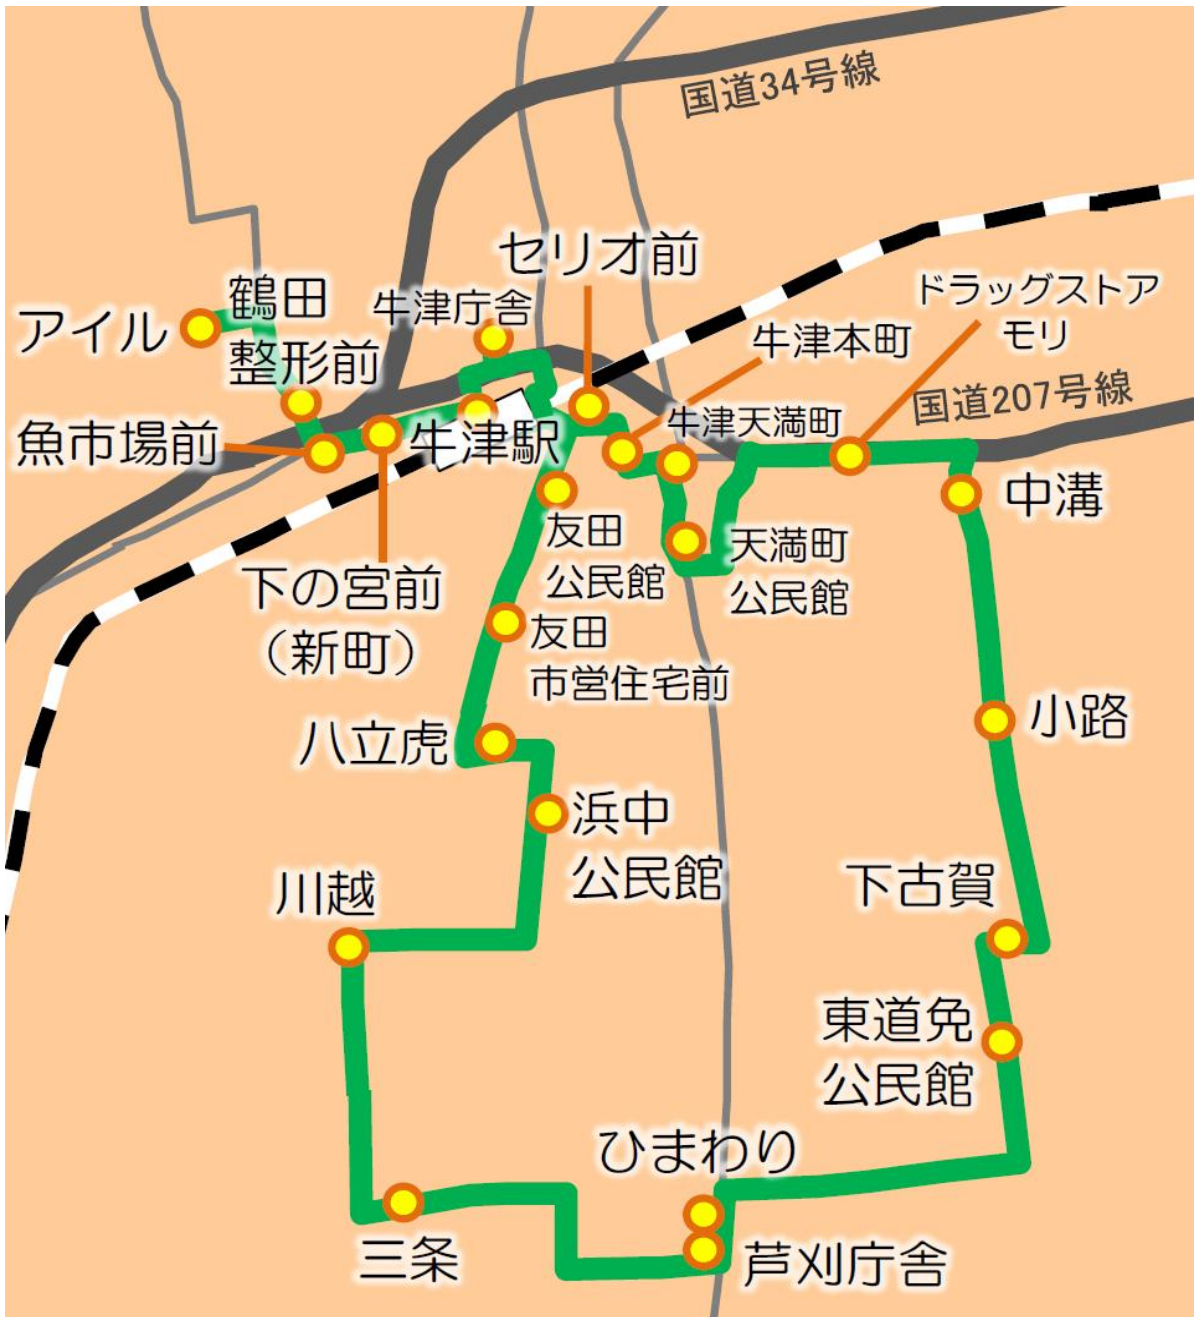 国道34号線
セリオ前
ドラッグストア
モリ
牛津庁舎
鶴田
整形前
アイル
牛津本町
国道207号線
牛津天満町
魚市場前
牛津駅
中溝
友田
公民館
天満町
公民館
下の宮前
（新町）
友田
市営住宅前
小路
八立虎
浜中
公民館
川越
下古賀
東道免
公民館
ひまわり
三条
芦刈庁舎